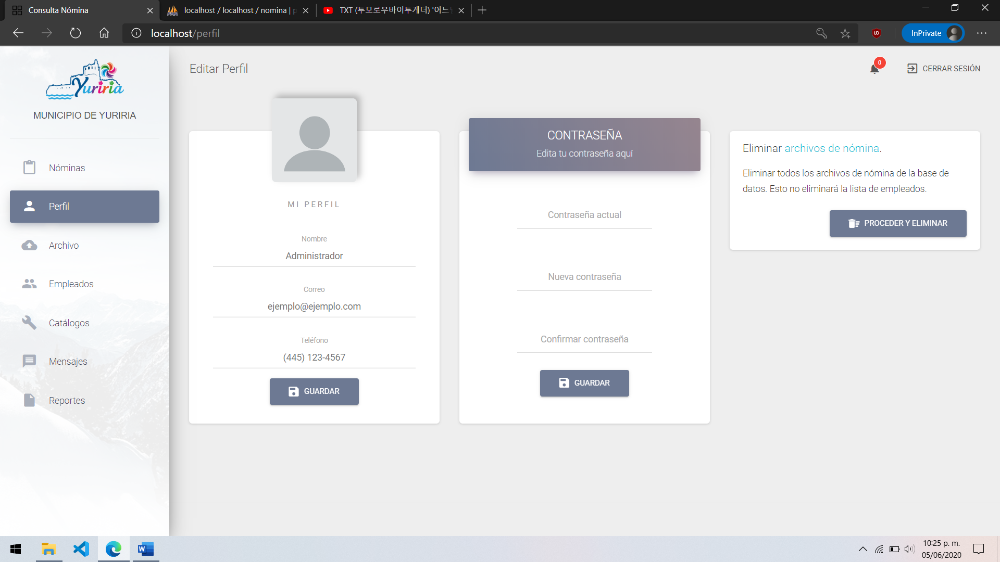 Consulta Nómina
localhost / localhost / nomina | p
TXT (투모로우바이투게더) '어느
localhost/perfil
InPrivate
Yuriria
MUNICIPIO DE YURIRIA
Nóminas
Perfil
Archivo
Empleados
Catálogos
Mensajes
Reportes
Editar Perfil
0
CERRAR SESIÓN
MI PERFIL
Nombre
Administrador
Correo
ejemplo@ejemplo.com
Teléfono
(445) 123-4567
GUARDAR
CONTRASEÑA
Edita tu contraseña aquí
Contraseña actual
Nueva contraseña
Confirmar contraseña
GUARDAR
Eliminar archivos de nómina.
Eliminar todos los archivos de nómina de la base de
datos. Esto no eliminará la lista de empleados.
PROCEDER Y ELIMINAR
10:25 p. m.
05/06/2020